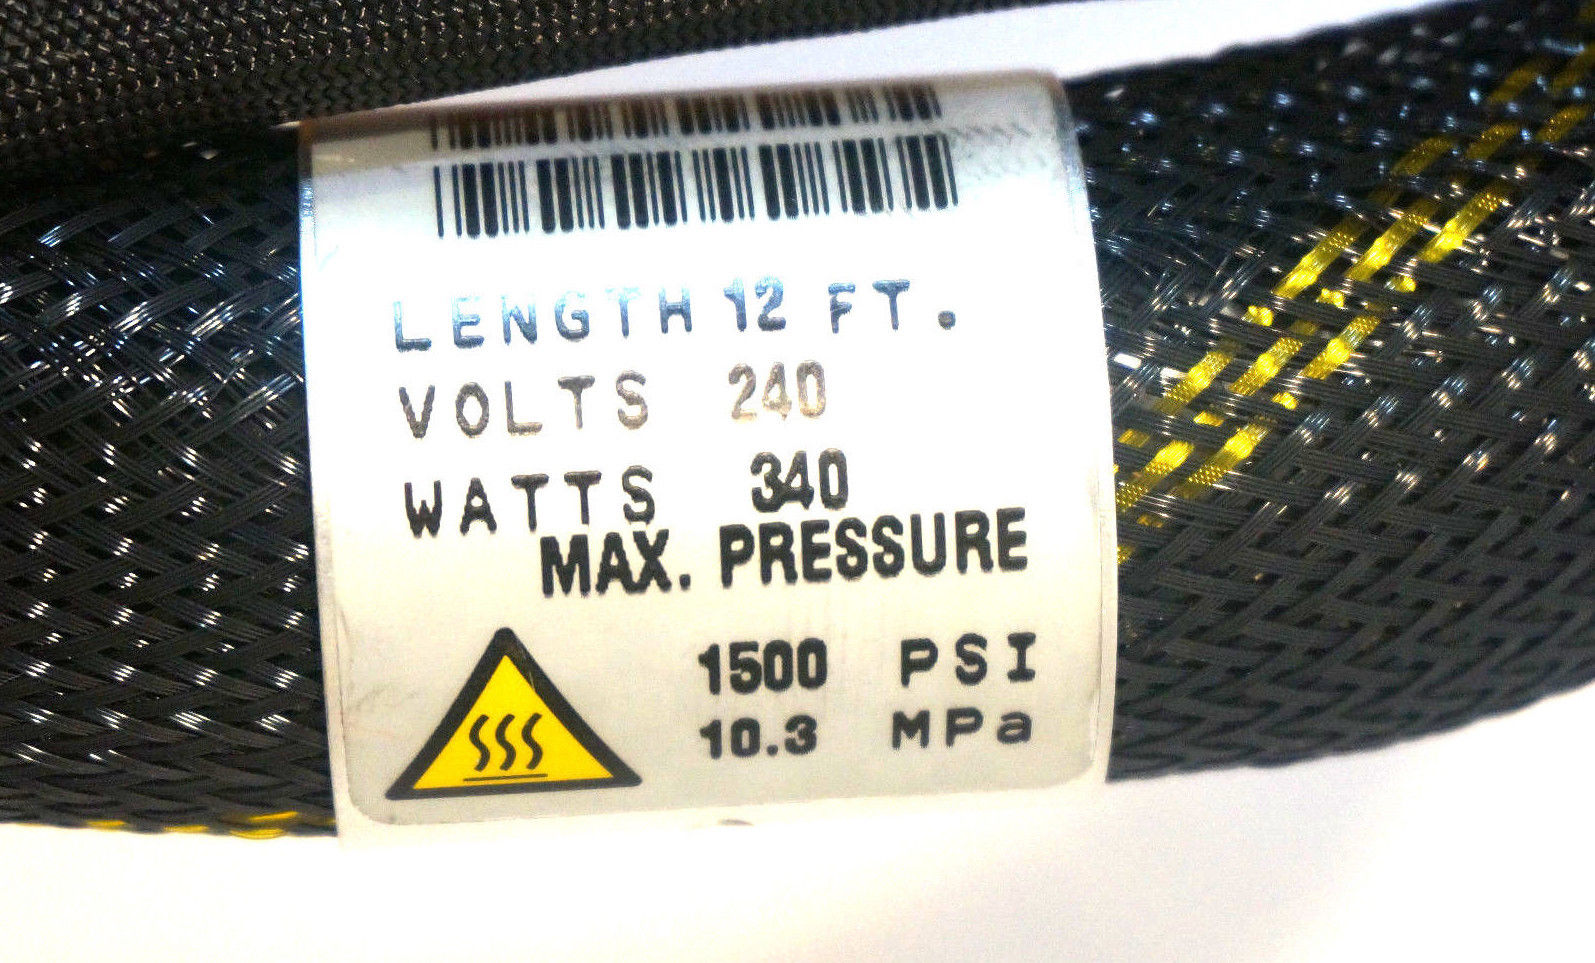 LENGTH 12 FT.
VOLTS 240
WATTS 340
MAX. PRESSURE
1500 PSI
10.3 MPa